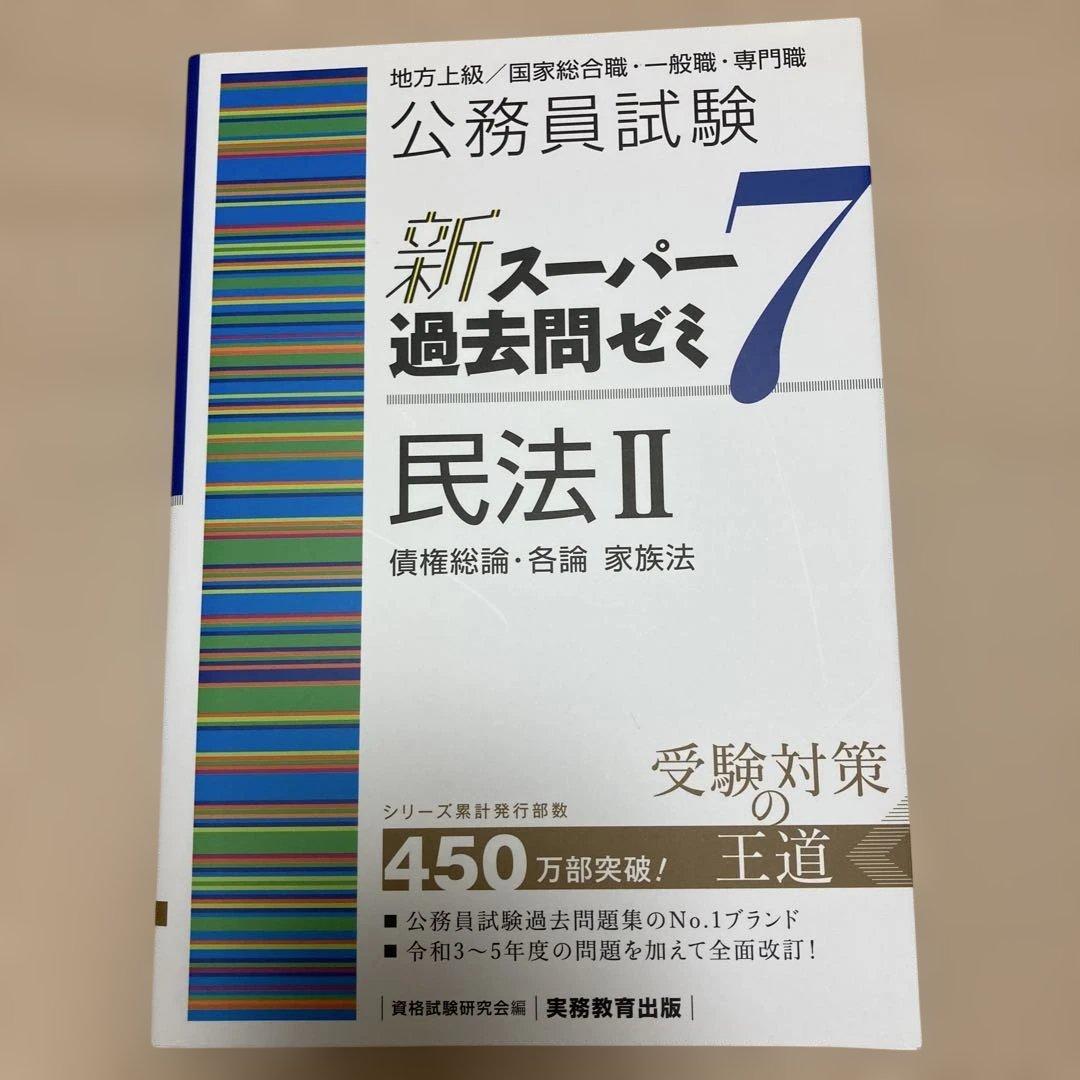 地方上級／国家総合職・一般職・専門職
公務員試験
新スーパー
過去問ゼミ
7
民法Ⅱ
債権総論・各論 家族法
受験対策
の
王道
シリーズ累計発行部数
450万部突破！
■ 公務員試験過去問題集のNo.1ブランド
■ 令和3～5年度の問題を加えて全面改訂！
｜資格試験研究会編｜実務教育出版｜